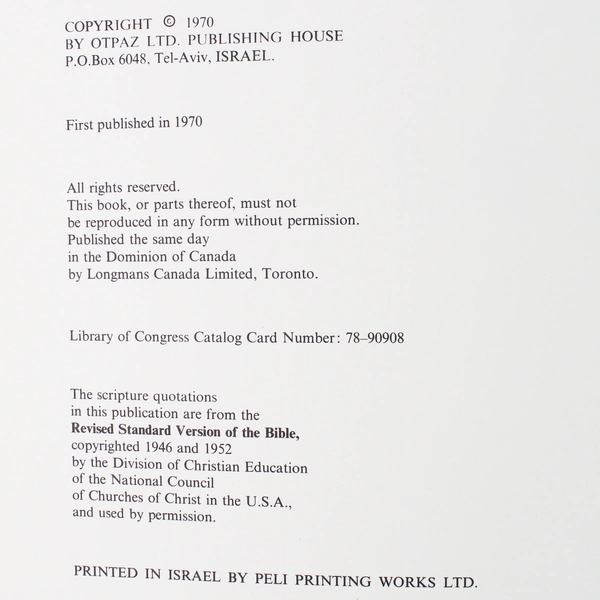 COPYRIGHT © 1970
BY OTPAZ LTD. PUBLISHING HOUSE
P.O.Box 6048, Tel-Aviv, ISRAEL.
First published in 1970
All rights reserved.
This book, or parts thereof, must not
be reproduced in any form without permission.
Published the same day
in the Dominion of Canada
by Longmans Canada Limited, Toronto.
Library of Congress Catalog Card Number: 78–90908
The scripture quotations
in this publication are from the
Revised Standard Version of the Bible,
copyrighted 1946 and 1952
by the Division of Christian Education
of the National Council
of Churches of Christ in the U.S.A.,
and used by permission.
PRINTED IN ISRAEL BY PELI PRINTING WORKS LTD.